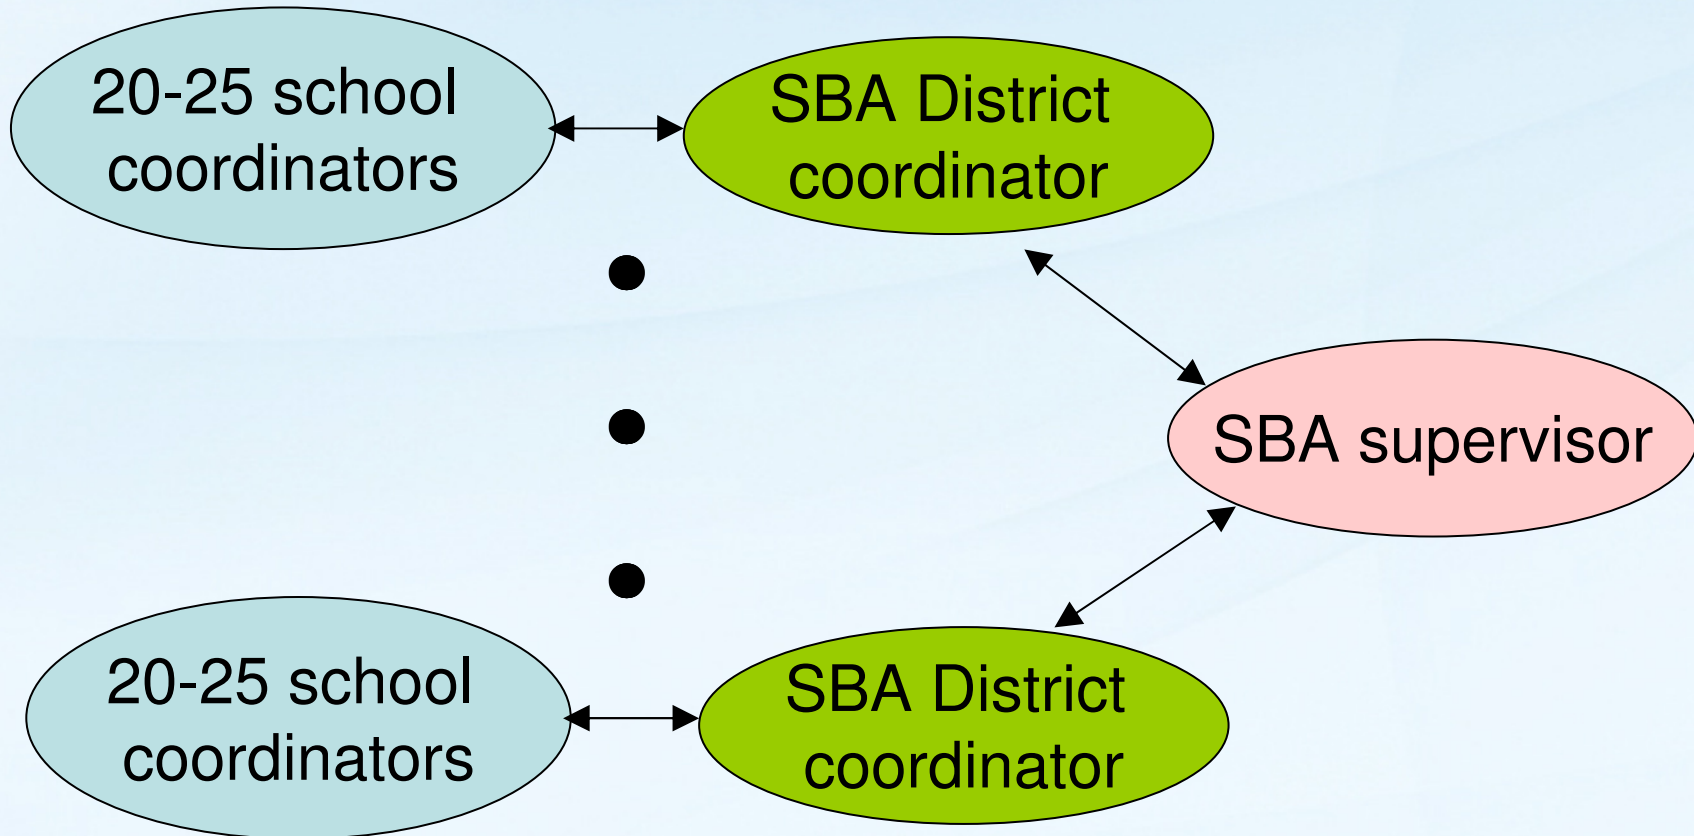 20-25 school
coordinators
SBA District
coordinator
SBA supervisor
20-25 school
coordinators
SBA District
coordinator